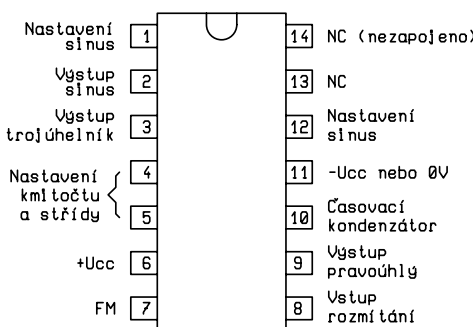 Nastavení
sinus
1
Výstup
sinus
2
Výstup
trojúhelník
3
Nastavení
kmitočtu
a střídy
4
5
+Ucc
6
FM
7
14
NC (nezapojeno)
13
NC
12
Nastavení
sinus
11
-Ucc nebo 0V
10
Časovací
kondenzátor
9
Výstup
pravoúhlý
8
Vstup
rozmítání